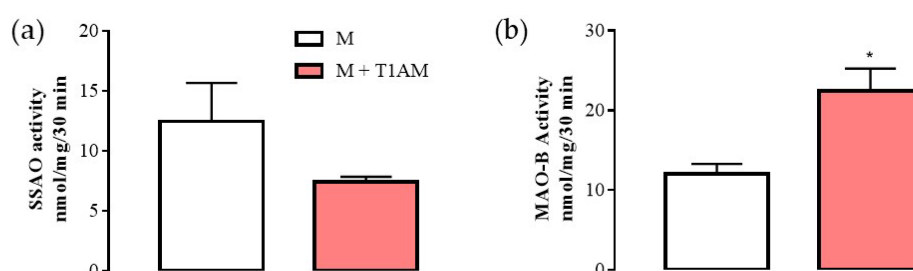 (a)
SSAO activity
nmol/mg/30 min
20
15
10
5
0
M
M + T1AM
(b)
MAO-B Activity
nmol/mg/30 min
30
20
10
0
*